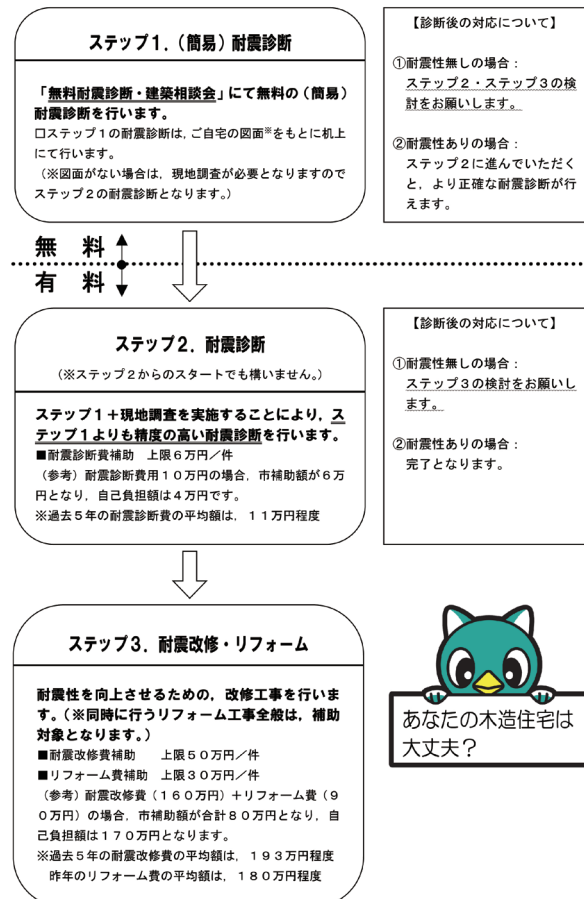 ステップ1.(簡易)耐震診断
「無料耐震診断・建築相談会」にて無料の(簡易)
耐震診断を行います。
□ステップ1の耐震診断は,ご自宅の図面※をもとに机上
にて行います。
(※図面がない場合は,現地調査が必要となりますので
ステップ2の耐震診断となります。)
【診断後の対応について】
①耐震性無しの場合:
ステップ2・ステップ3の検
討をお願いします。
②耐震性ありの場合:
ステップ2に進んでいただく
と,より正確な耐震診断が行
えます。
無 料
有 料
ステップ2.耐震診断
(※ステップ2からのスタートでも構いません。)
ステップ1+現地調査を実施することにより,ス
テップ1よりも精度の高い耐震診断を行います。
■耐震診断費補助 上限6万円/件
(参考)耐震診断費用10万円の場合,市補助額が6万
円となり,自己負担額は4万円です。
※過去5年の耐震診断費の平均額は,11万円程度
【診断後の対応について】
①耐震性無しの場合:
ステップ3の検討をお願いし
ます。
②耐震性ありの場合:
完了となります。
ステップ3.耐震改修・リフォーム
耐震性を向上させるための,改修工事を行いま
す。(※同時に行うリフォーム工事全般は,補助
対象となります。)
■耐震改修費補助 上限50万円/件
■リフォーム費補助 上限30万円/件
(参考)耐震改修費(160万円)+リフォーム費(9
0万円)の場合,市補助額が合計80万円となり,自
己負担額は170万円となります。
※過去5年の耐震改修費の平均額は,193万円程度
昨年のリフォーム費の平均額は,180万円程度
あなたの木造住宅は
大丈夫?